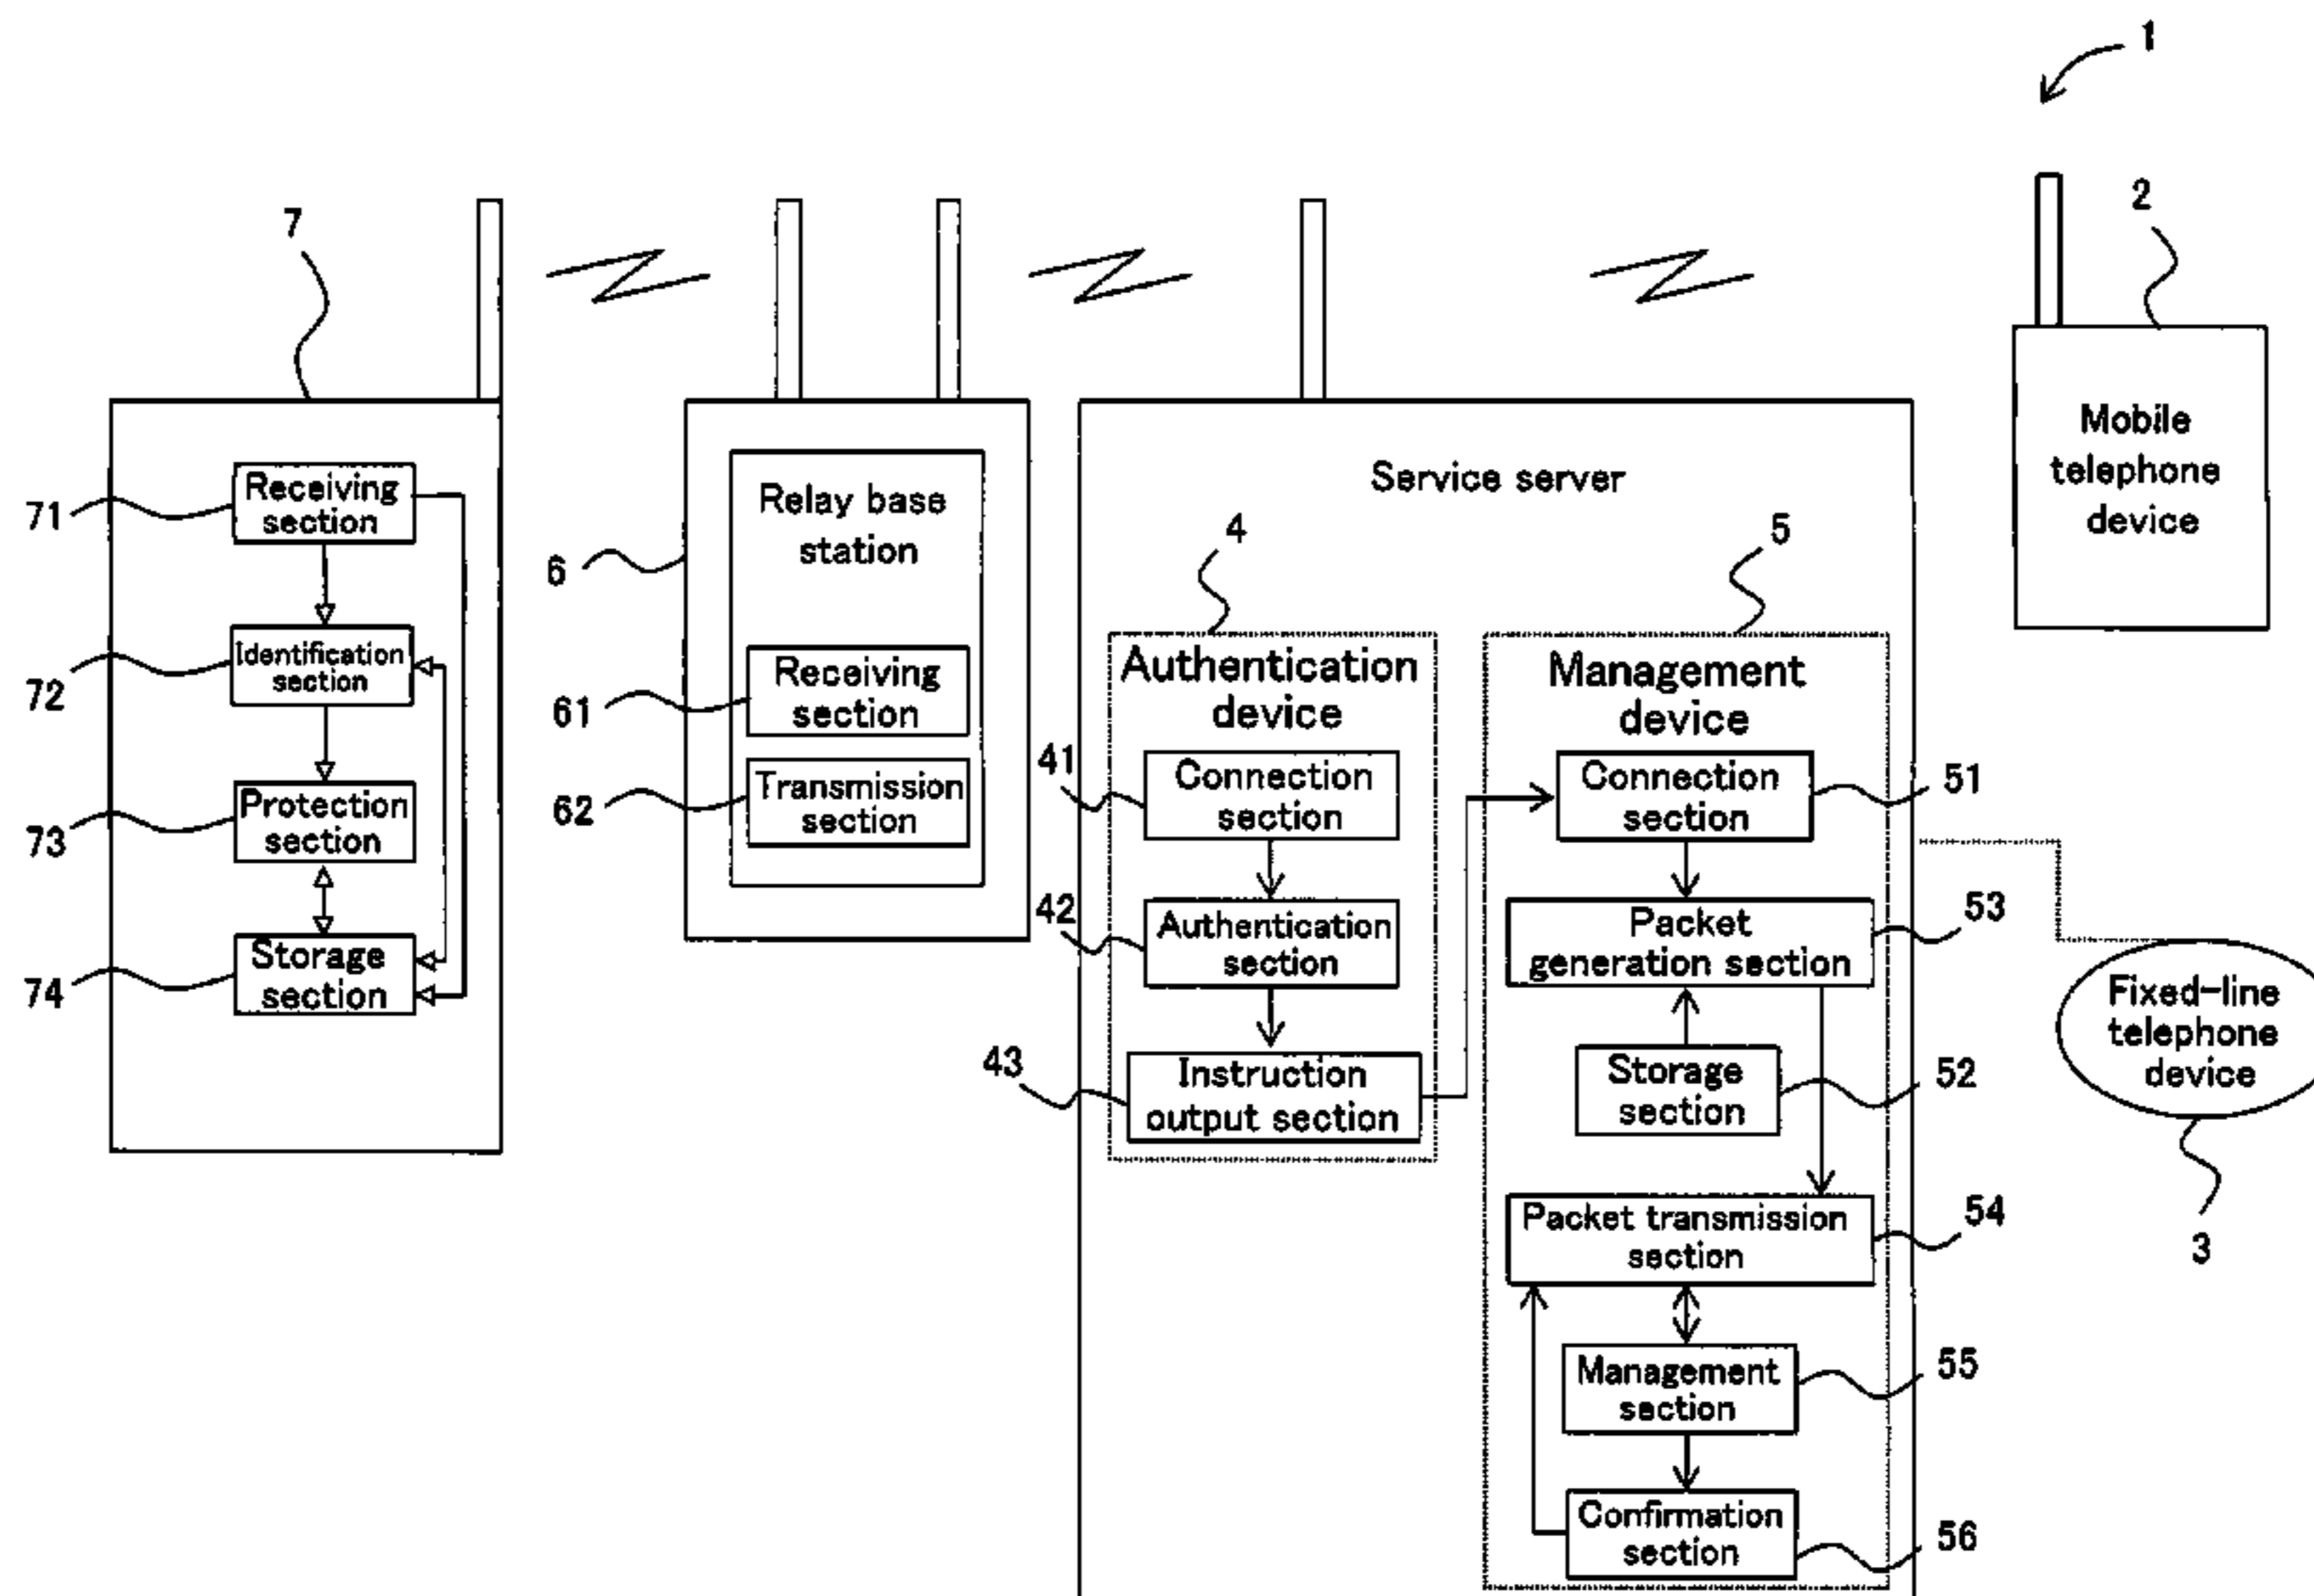 1
2
Mobile
telephone
device
7
Receiving
section
71
Identification
section
72
Protection
section
73
Storage
section
74
Relay base
station
6
Receiving
section
61
Transmission
section
62
Service server
4
Authentication
device
41
Connection
section
42
Authentication
section
43
Instruction
output section
5
Management
device
Connection
section
51
Packet
generation section
53
Storage
section
52
Packet transmission
section
54
Management
section
55
Confirmation
section
56
Fixed-line
telephone
device
3